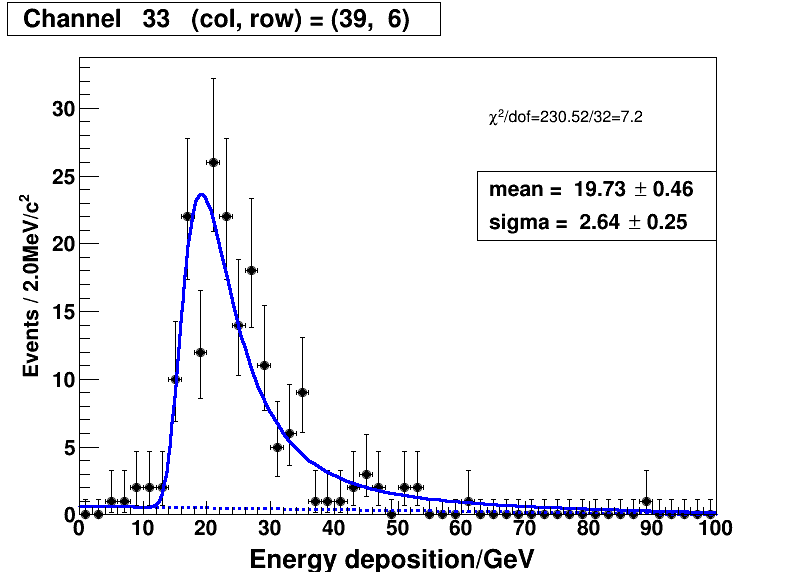 Channel 33 (col, row) = (39, 6)
χ²/dof=230.52/32=7.2
mean = 19.73 ± 0.46
sigma = 2.64 ± 0.25
Events / 2.0MeV/c²
30
25
20
15
10
5
0
0 10 20 30 40 50 60 70 80 90 100
Energy deposition/GeV